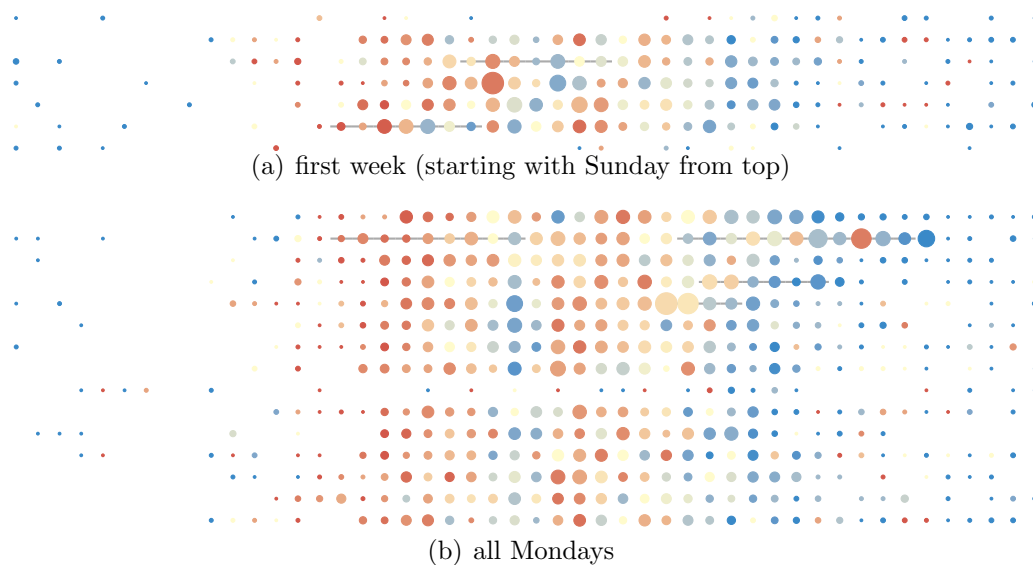 (a) first week (starting with Sunday from top)
(b) all Mondays